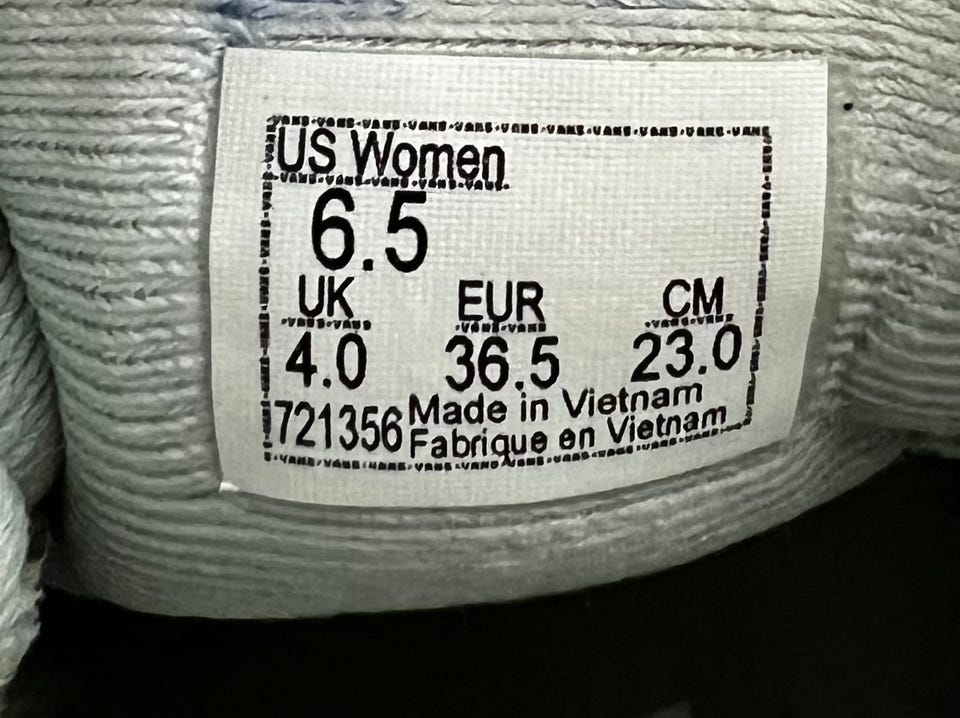 US Women
6.5
UK EUR CM
4.0 36.5 23.0
721356 Made in Vietnam
Fabrique en Vietnam